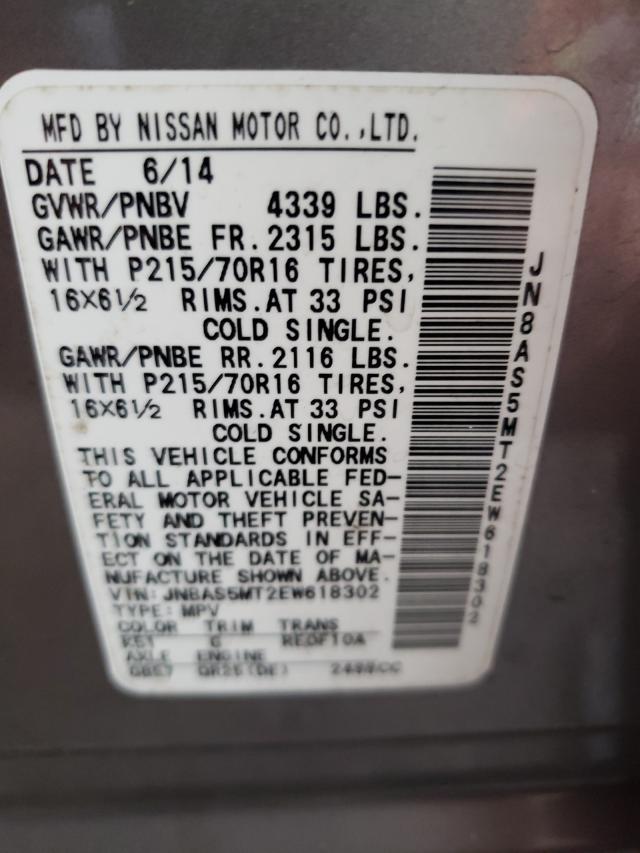 MFD BY NISSAN MOTOR CO.,LTD.
DATE 6/14
GVWR/PNBV 4339 LBS.
GAWR/PNBE FR. 2315 LBS.
WITH P215/70R16 TIRES,
16X6½ RIMS. AT 33 PSI
COLD SINGLE.
GAWR/PNBE RR. 2116 LBS.
WITH P215/70R16 TIRES,
16X6½ RIMS. AT 33 PSI
COLD SINGLE.
THIS VEHICLE CONFORMS
TO ALL APPLICABLE FED-
ERAL MOTOR VEHICLE SA-
FETY AND THEFT PREVEN-
TION STANDARDS IN EFF-
ECT ON THE DATE OF MA-
NUFACTURE SHOWN ABOVE.
VIN: JN8AS5MT2EW618302
TYPE: MPV
COLOR TRIM TRANS
G RE0F10A
AXLE ENGINE
QR25(DE) 2488CC
JN8AS5MT2EW618302